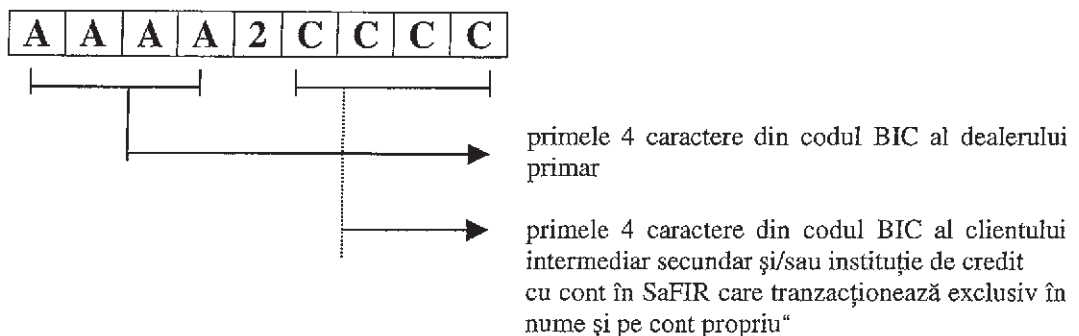 A A A A 2 C C C C
primele 4 caractere din codul BIC al dealerului
primar
primele 4 caractere din codul BIC al clientului
intermediar secundar şi/sau instituţie de credit
cu cont în SaFIR care tranzacţionează exclusiv în
nume şi pe cont propriu“